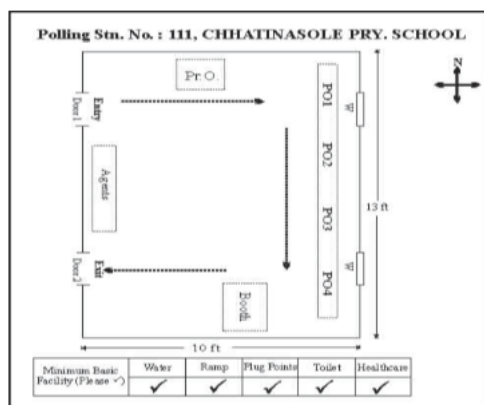 Polling Stn. No. : 111, CHHATINASOLE PRY. SCHOOL
Pr.O.
N
Door 1
Entry
PO1
W
Agents
PO2
13 ft
PO3
Door 2
Exit
Booth
PO4
W
10 ft
Minimum Basic Facility (Please ✓)
Water
Ramp
Plug Points
Toilet
Healthcare
✓ ✓ ✓ ✓ ✓